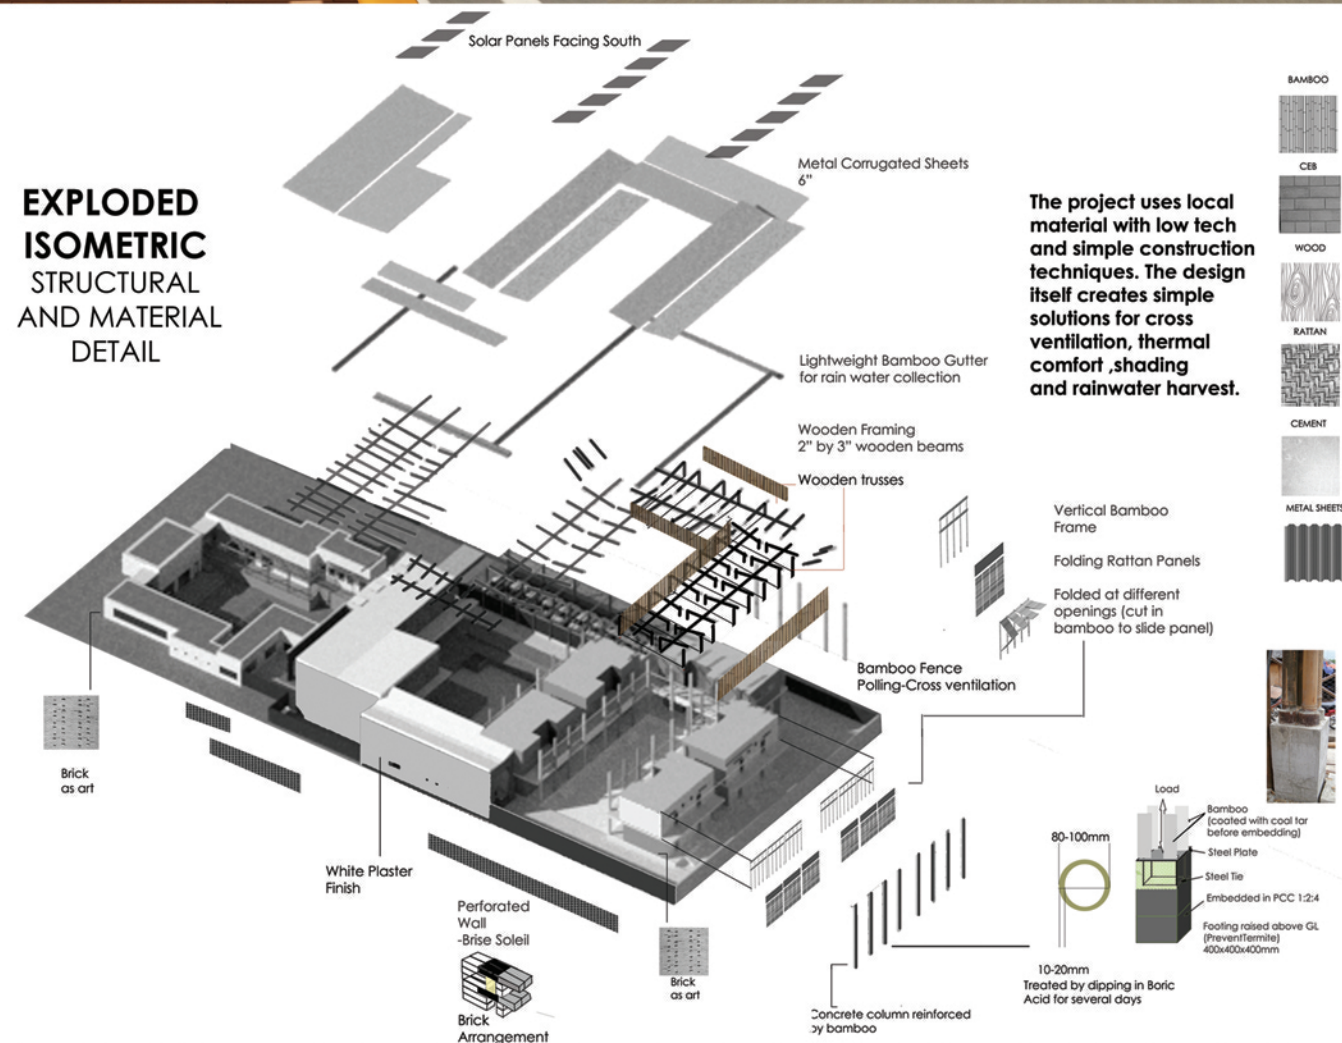 Solar Panels Facing South
Metal Corrugated Sheets
6"
EXPLODED
ISOMETRIC
STRUCTURAL
AND MATERIAL
DETAIL
The project uses local
material with low tech
and simple construction
techniques. The design
itself creates simple
solutions for cross
ventilation, thermal
comfort ,shading
and rainwater harvest.
BAMBOO
CEB
WOOD
RATTAN
CEMENT
METAL SHEETS
Lightweight Bamboo Gutter
for rain water collection
Wooden Framing
2" by 3" wooden beams
Wooden trusses
Vertical Bamboo
Frame
Folding Rattan Panels
Folded at different
openings (cut in
bamboo to slide panel)
Bamboo Fence
Polling-Cross ventilation
Brick
as art
White Plaster
Finish
Perforated
Wall
-Brise Soleil
Brick
Arrangement
Brick
as art
Concrete column reinforced
by bamboo
80-100mm
10-20mm
Treated by dipping in Boric
Acid for several days
Load
Bamboo
(coated with coal tar
before embedding)
Steel Plate
Steel Tie
Embedded in PCC 1:2:4
Footing raised above GL
(PreventTermite)
400x400x400mm